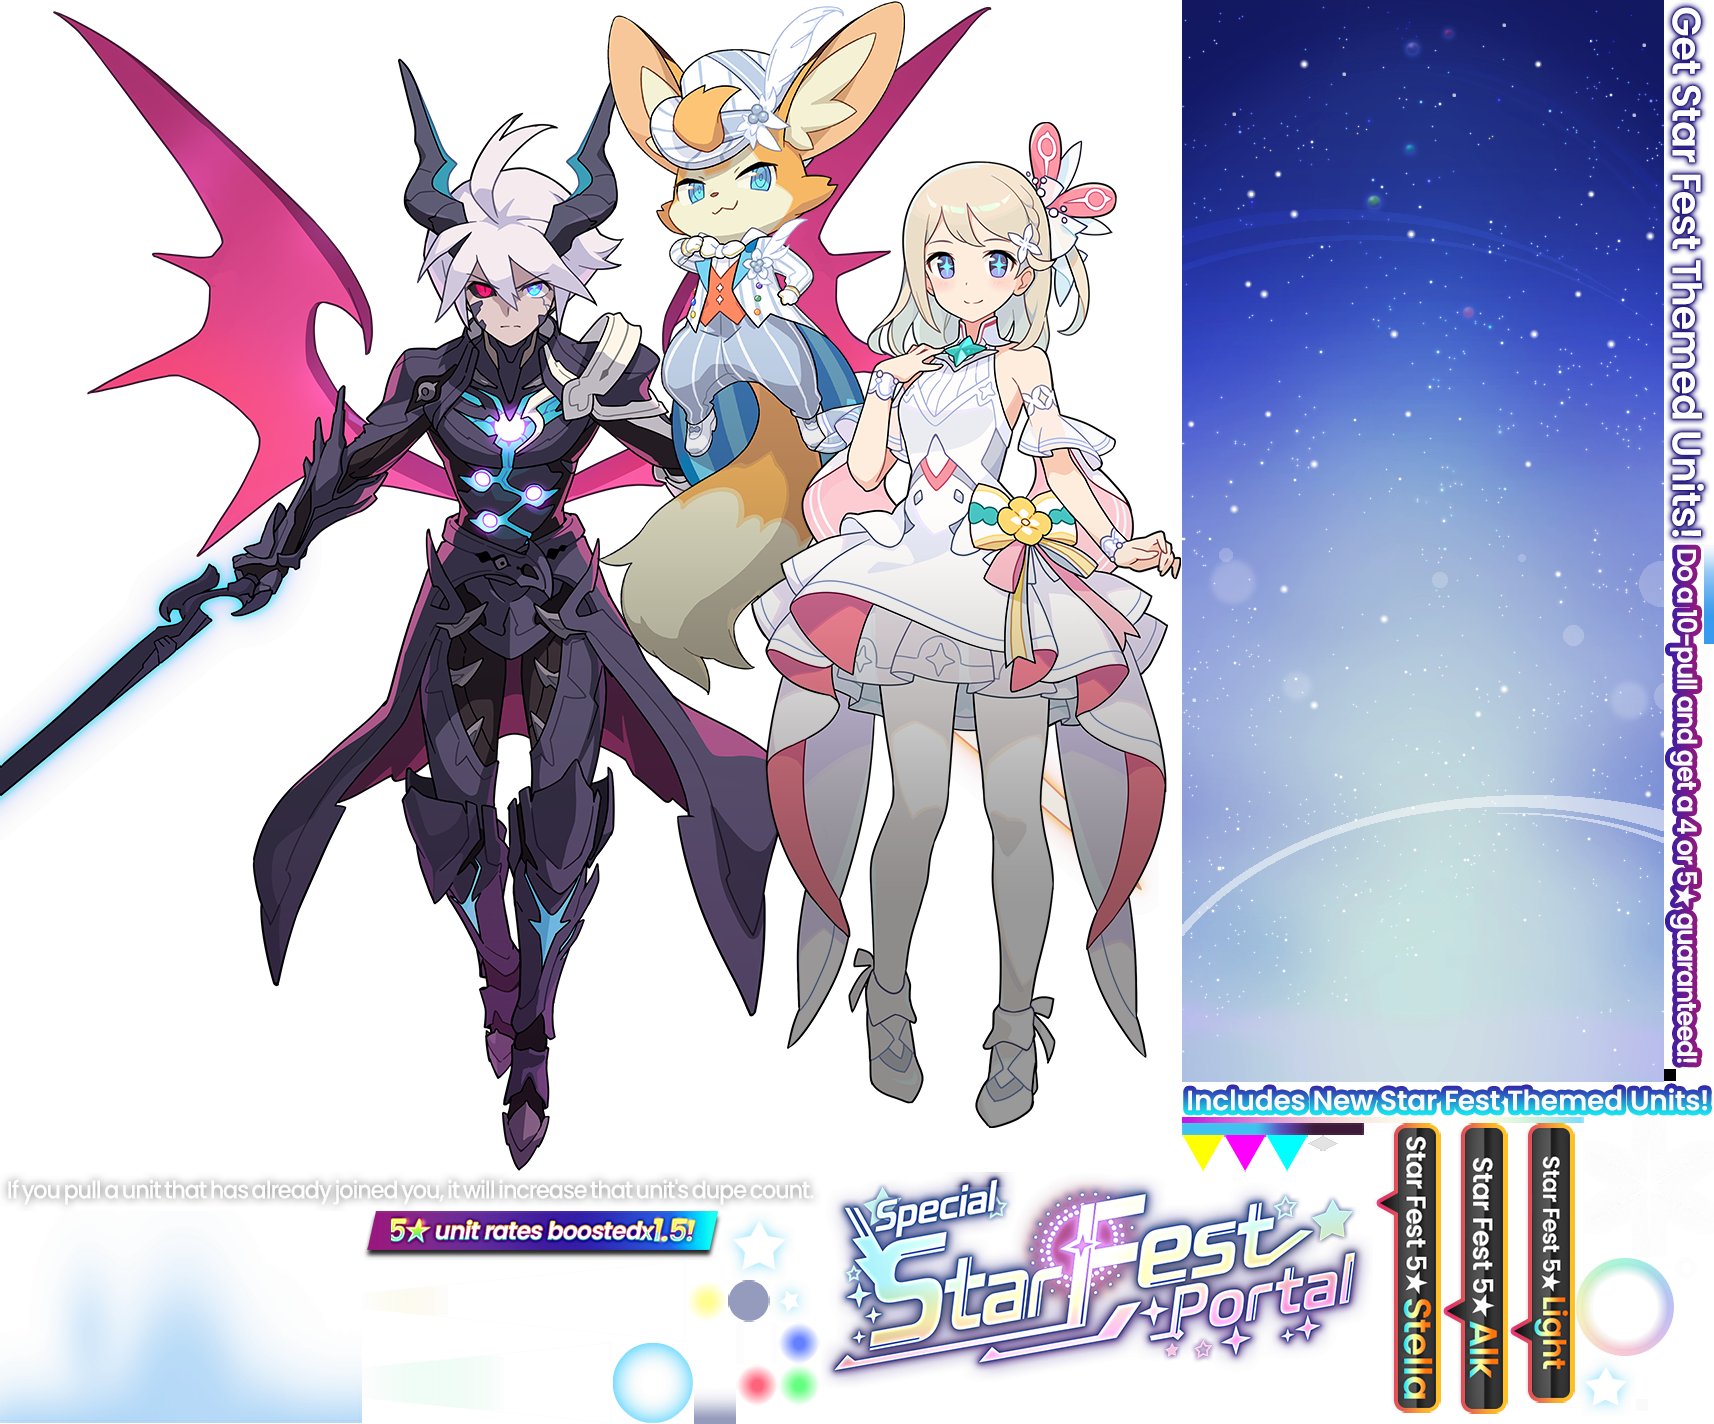 Get Star Fest Themed Units!
Do a 10-pull and get a 4 or 5★ guaranteed!
Includes New Star Fest Themed Units!
If you pull a unit that has already joined you, it will increase that unit's dupe count.
5★ unit rates boosted x1.5!
Special
Star Fest
Portal
Star Fest 5★ Stella
Star Fest 5★ Alk
Star Fest 5★ Light